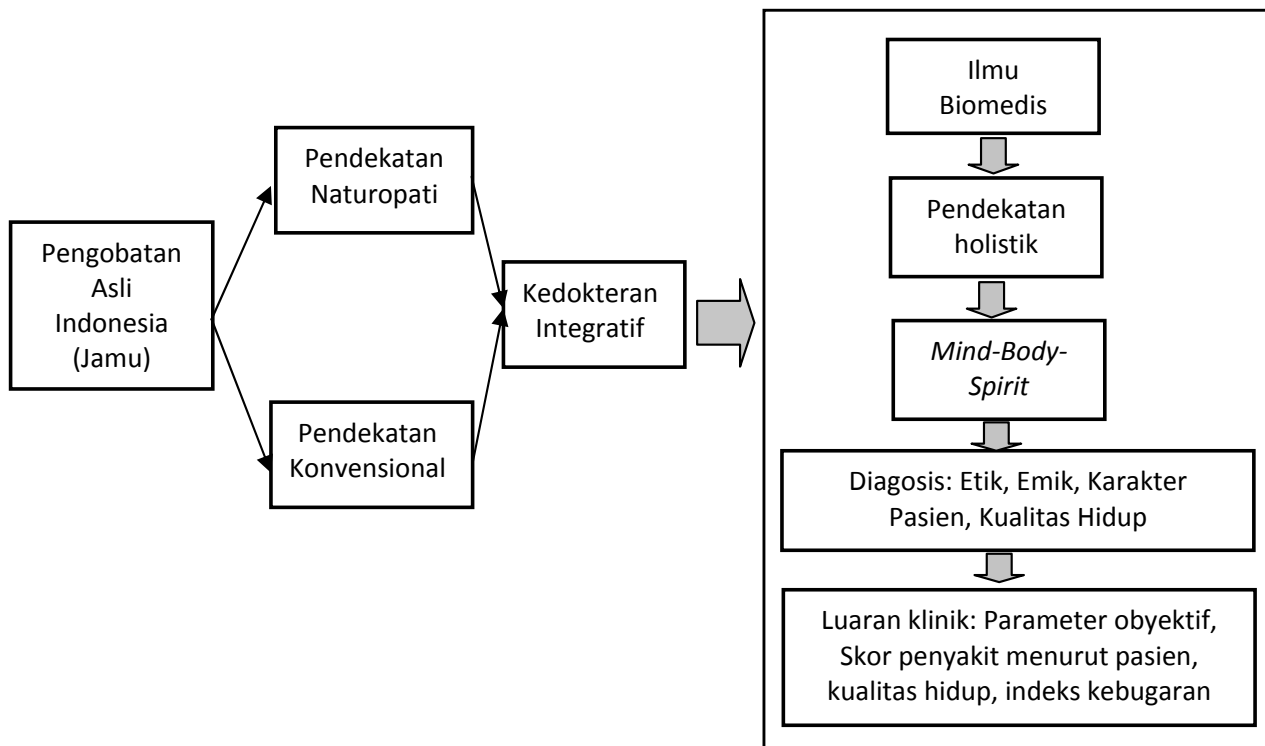 Pengobatan
Asli
Indonesia
(Jamu)
Pendekatan
Naturopati
Pendekatan
Konvensional
Kedokteran
Integratif
Ilmu
Biomedis
Pendekatan
holistik
Mind-Body-
Spirit
Diagosis: Etik, Emik, Karakter
Pasien, Kualitas Hidup
Luaran klinik: Parameter obyektif,
Skor penyakit menurut pasien,
kualitas hidup, indeks kebugaran